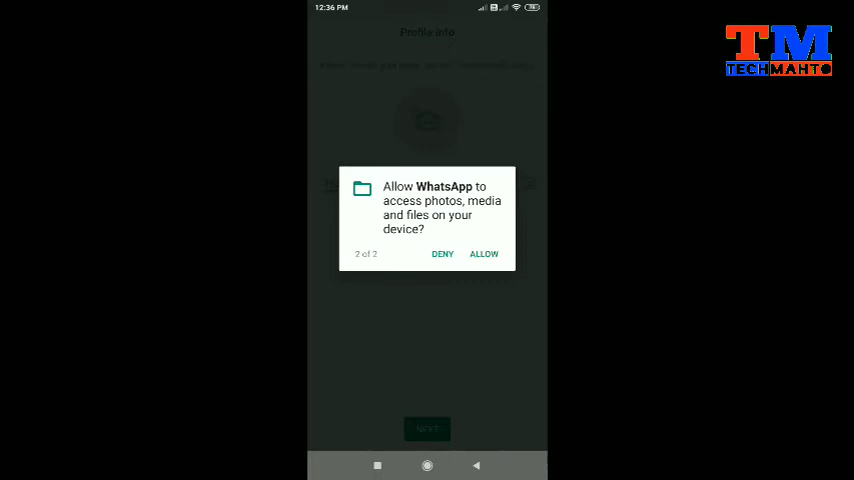 12:36 PM
TM
TECHMAHTO
Profile info
Allow WhatsApp to
access photos, media
and files on your
device?
2 of 2
DENY
ALLOW
NEXT